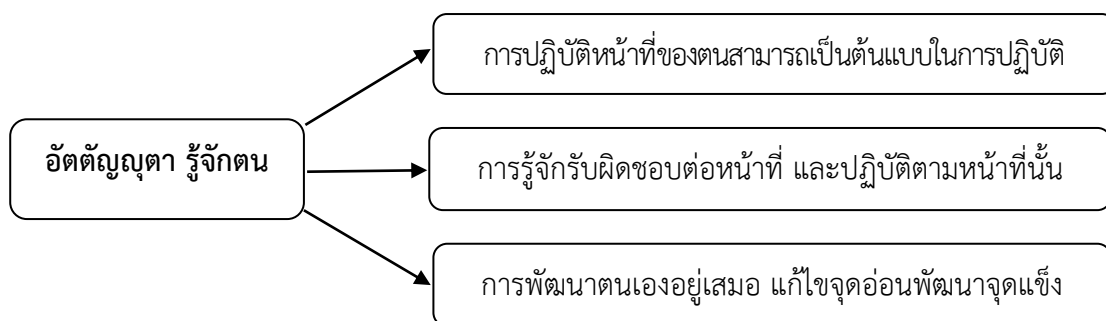 การปฏิบัติหน้าที่ของตนสามารถเป็นต้นแบบในการปฏิบัติ
อัตตัญญุตา รู้จักตน
การรู้จักรับผิดชอบต่อหน้าที่ และปฏิบัติตามหน้าที่นั้น
การพัฒนาตนเองอยู่เสมอ แก้ไขจุดอ่อนพัฒนาจุดแข็ง